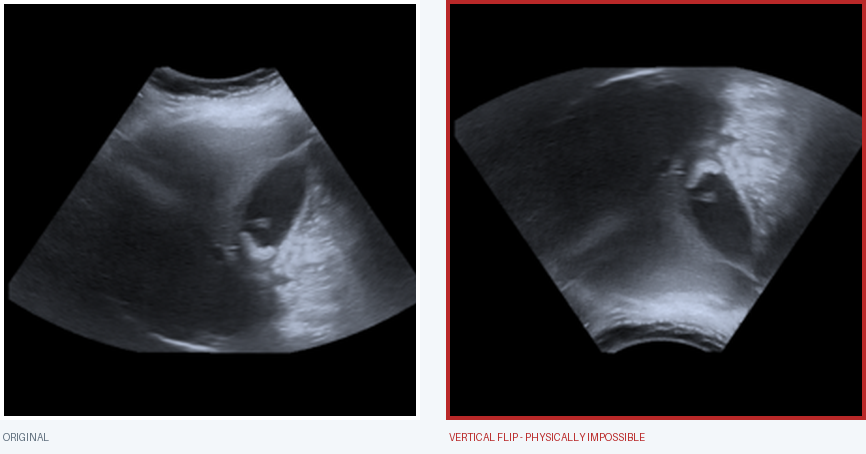 ORIGINAL
VERTICAL FLIP - PHYSICALLY IMPOSSIBLE